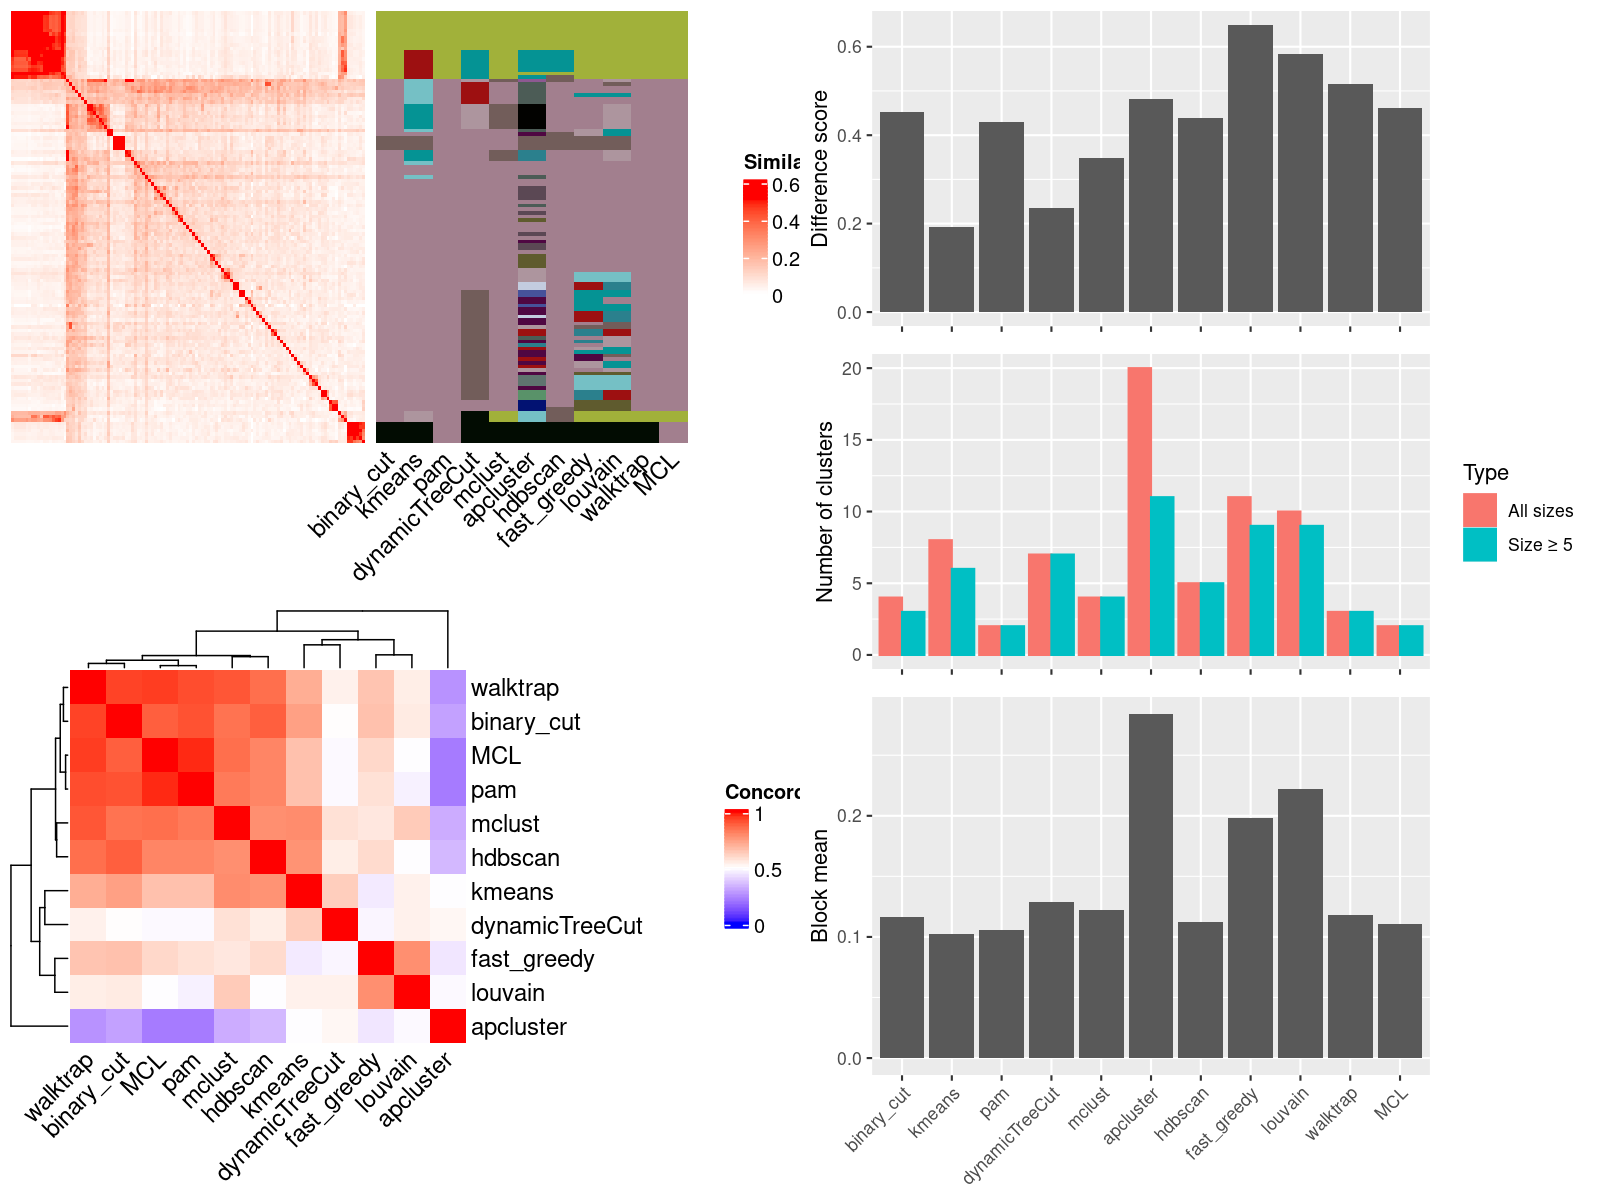 Simila
0.6
0.4
0.2
0
binary_cut
kmeans
pam
dynamicTreeCut
mclust
apcluster
hdbscan
fast_greedy
louvain
walktrap
MCL
walktrap
binary_cut
MCL
pam
mclust
hdbscan
kmeans
dynamicTreeCut
fast_greedy
louvain
apcluster
walktrap
binary_cut
MCL
pam
mclust
hdbscan
kmeans
dynamicTreeCut
fast_greedy
louvain
apcluster
Concord
1
0.5
0
Difference score
0.6
0.4
0.2
0.0
Number of clusters
20
15
10
5
0
Type
All sizes
Size ≥ 5
Block mean
0.2
0.1
0.0
binary_cut
kmeans
pam
dynamicTreeCut
mclust
apcluster
hdbscan
fast_greedy
louvain
walktrap
MCL